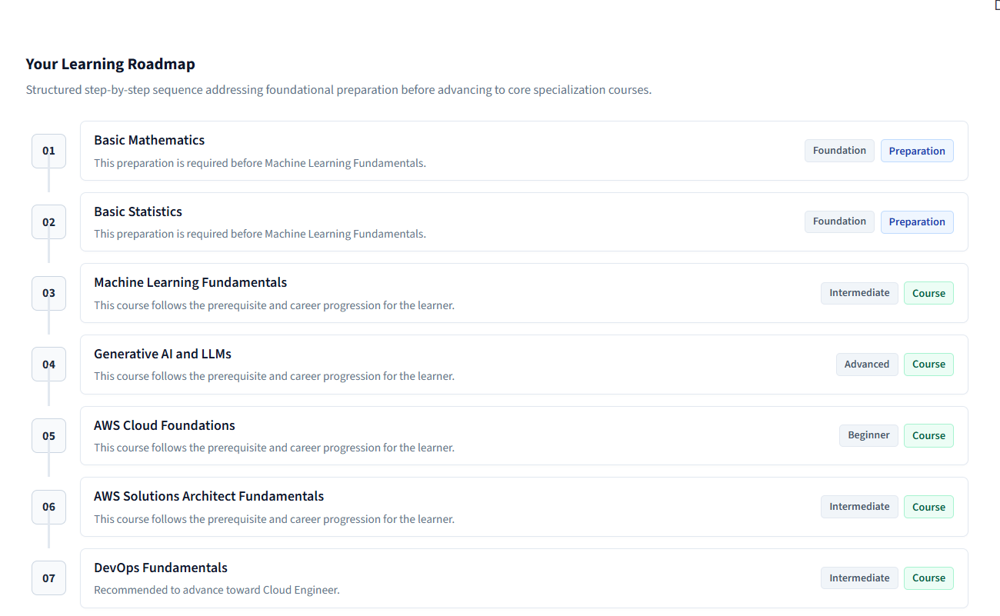 Your Learning Roadmap
Structured step-by-step sequence addressing foundational preparation before advancing to core specialization courses.
01
Basic Mathematics
This preparation is required before Machine Learning Fundamentals.
Foundation
Preparation
02
Basic Statistics
This preparation is required before Machine Learning Fundamentals.
Foundation
Preparation
03
Machine Learning Fundamentals
This course follows the prerequisite and career progression for the learner.
Intermediate
Course
04
Generative AI and LLMs
This course follows the prerequisite and career progression for the learner.
Advanced
Course
05
AWS Cloud Foundations
This course follows the prerequisite and career progression for the learner.
Beginner
Course
06
AWS Solutions Architect Fundamentals
This course follows the prerequisite and career progression for the learner.
Intermediate
Course
07
DevOps Fundamentals
Recommended to advance toward Cloud Engineer.
Intermediate
Course